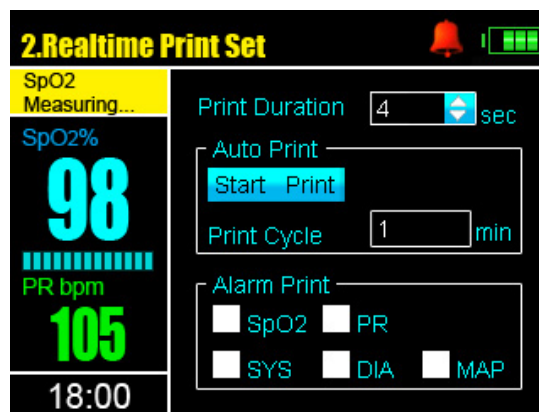 2.Realtime Print Set
SpO2
Measuring...
SpO2%
98
PR bpm
105
18:00
Print Duration 4 sec
Auto Print
Start Print
Print Cycle 1 min
Alarm Print
SpO2 PR
SYS DIA MAP